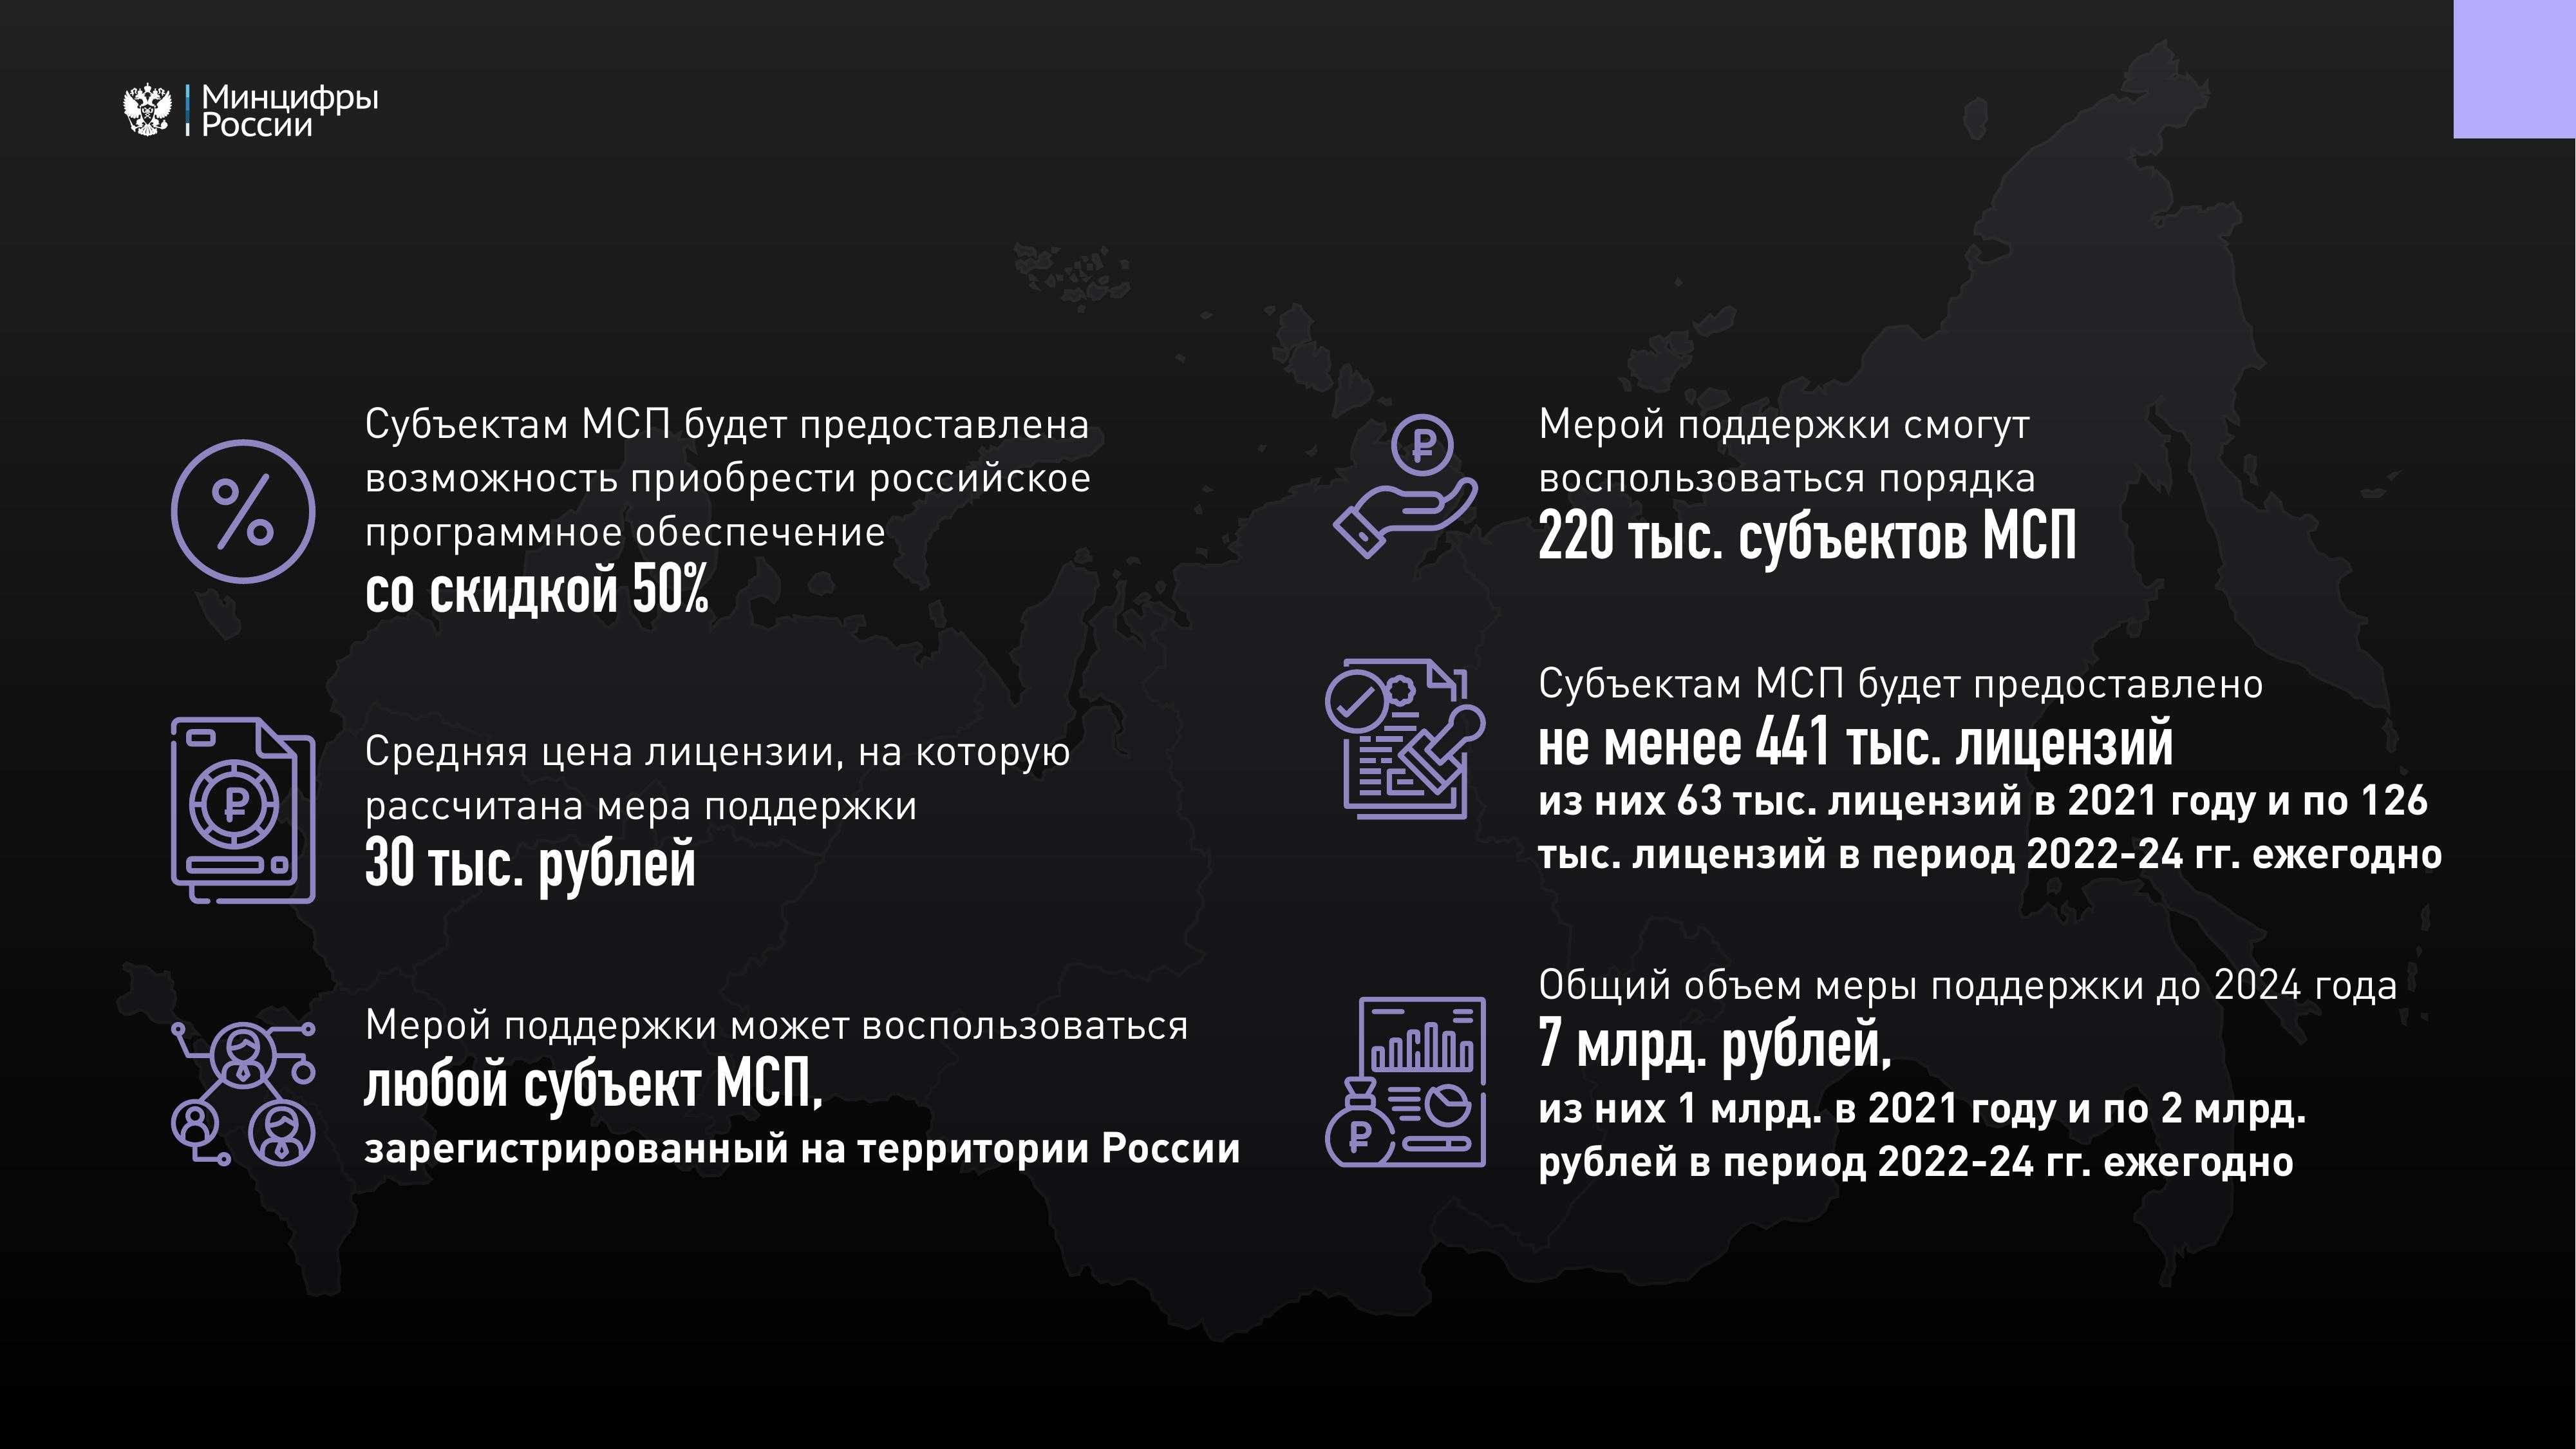 Минцифры
России
Субъектам МСП будет предоставлена
возможность приобрести российское
программное обеспечение
со скидкой 50%
Средняя цена лицензии, на которую
рассчитана мера поддержки
30 тыс. рублей
Мерой поддержки может воспользоваться
любой субъект МСП,
зарегистрированный на территории России
Мерой поддержки смогут
воспользоваться порядка
220 тыс. субъектов МСП
Субъектам МСП будет предоставлено
не менее 441 тыс. лицензий
из них 63 тыс. лицензий в 2021 году и по 126
тыс. лицензий в период 2022-24 гг. ежегодно
Общий объем меры поддержки до 2024 года
7 млрд. рублей,
из них 1 млрд. в 2021 году и по 2 млрд.
рублей в период 2022-24 гг. ежегодно